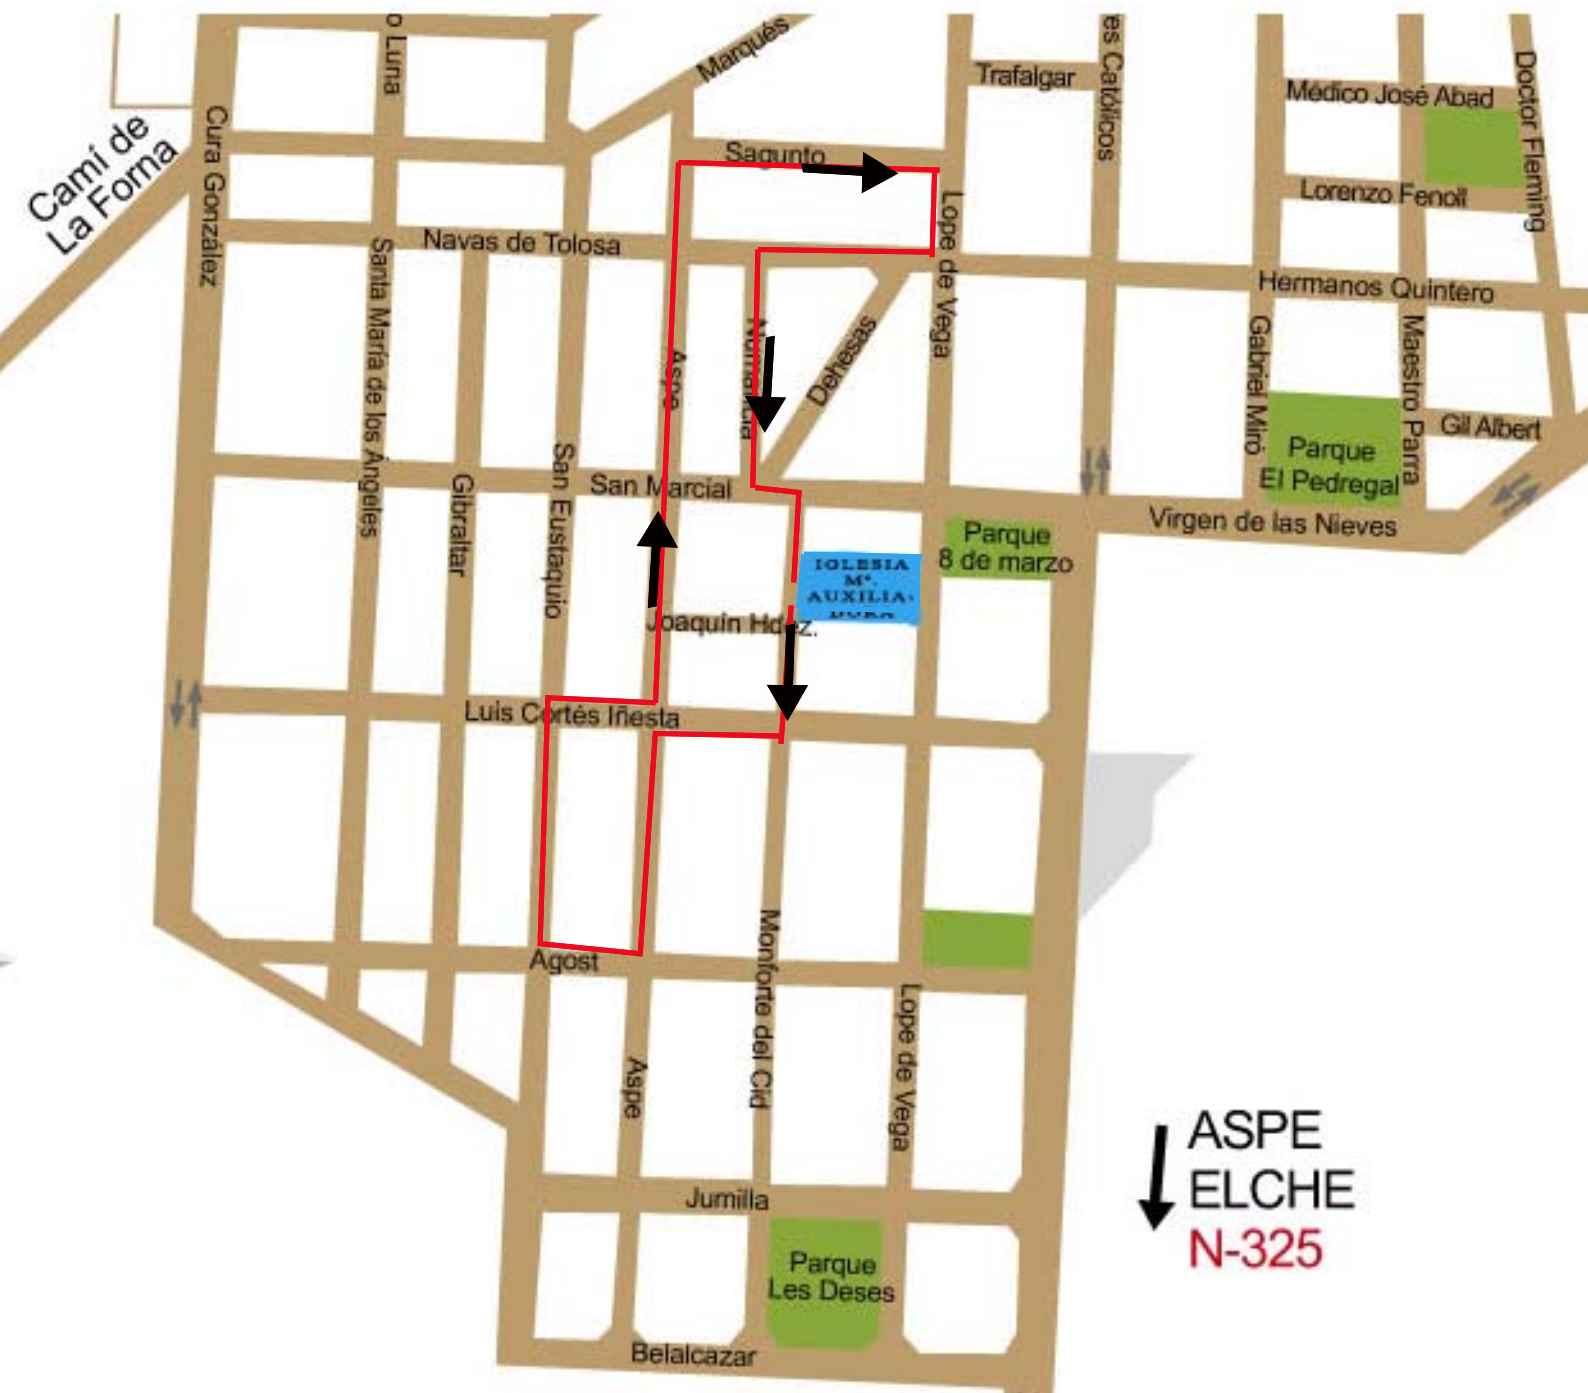 o Luna
Marqués
es Católicos
Trafalgar
Doctor Fleming
Médico José Abad
Camí de
La Forna
Cura González
Sagunto
Lorenzo Fenoll
Lope de Vega
Navas de Tolosa
Santa María de los Ángeles
Hermanos Quintero
Gabriel Miró
Maestro Parra
Aspe
Numancia
Dehesas
Gil Albert
Parque
El Pedregal
San Eustaquio
Gibraltar
San Marcial
Virgen de las Nieves
Parque
8 de marzo
IGLESIA
Mª.
AUXILIA-
DORA
Joaquín Hdez.
Luis Cortés Iñesta
Agost
Monforte del Cid
Lope de Vega
Aspe
Jumilla
Parque
Les Deses
Belalcazar
ASPE
ELCHE
N-325